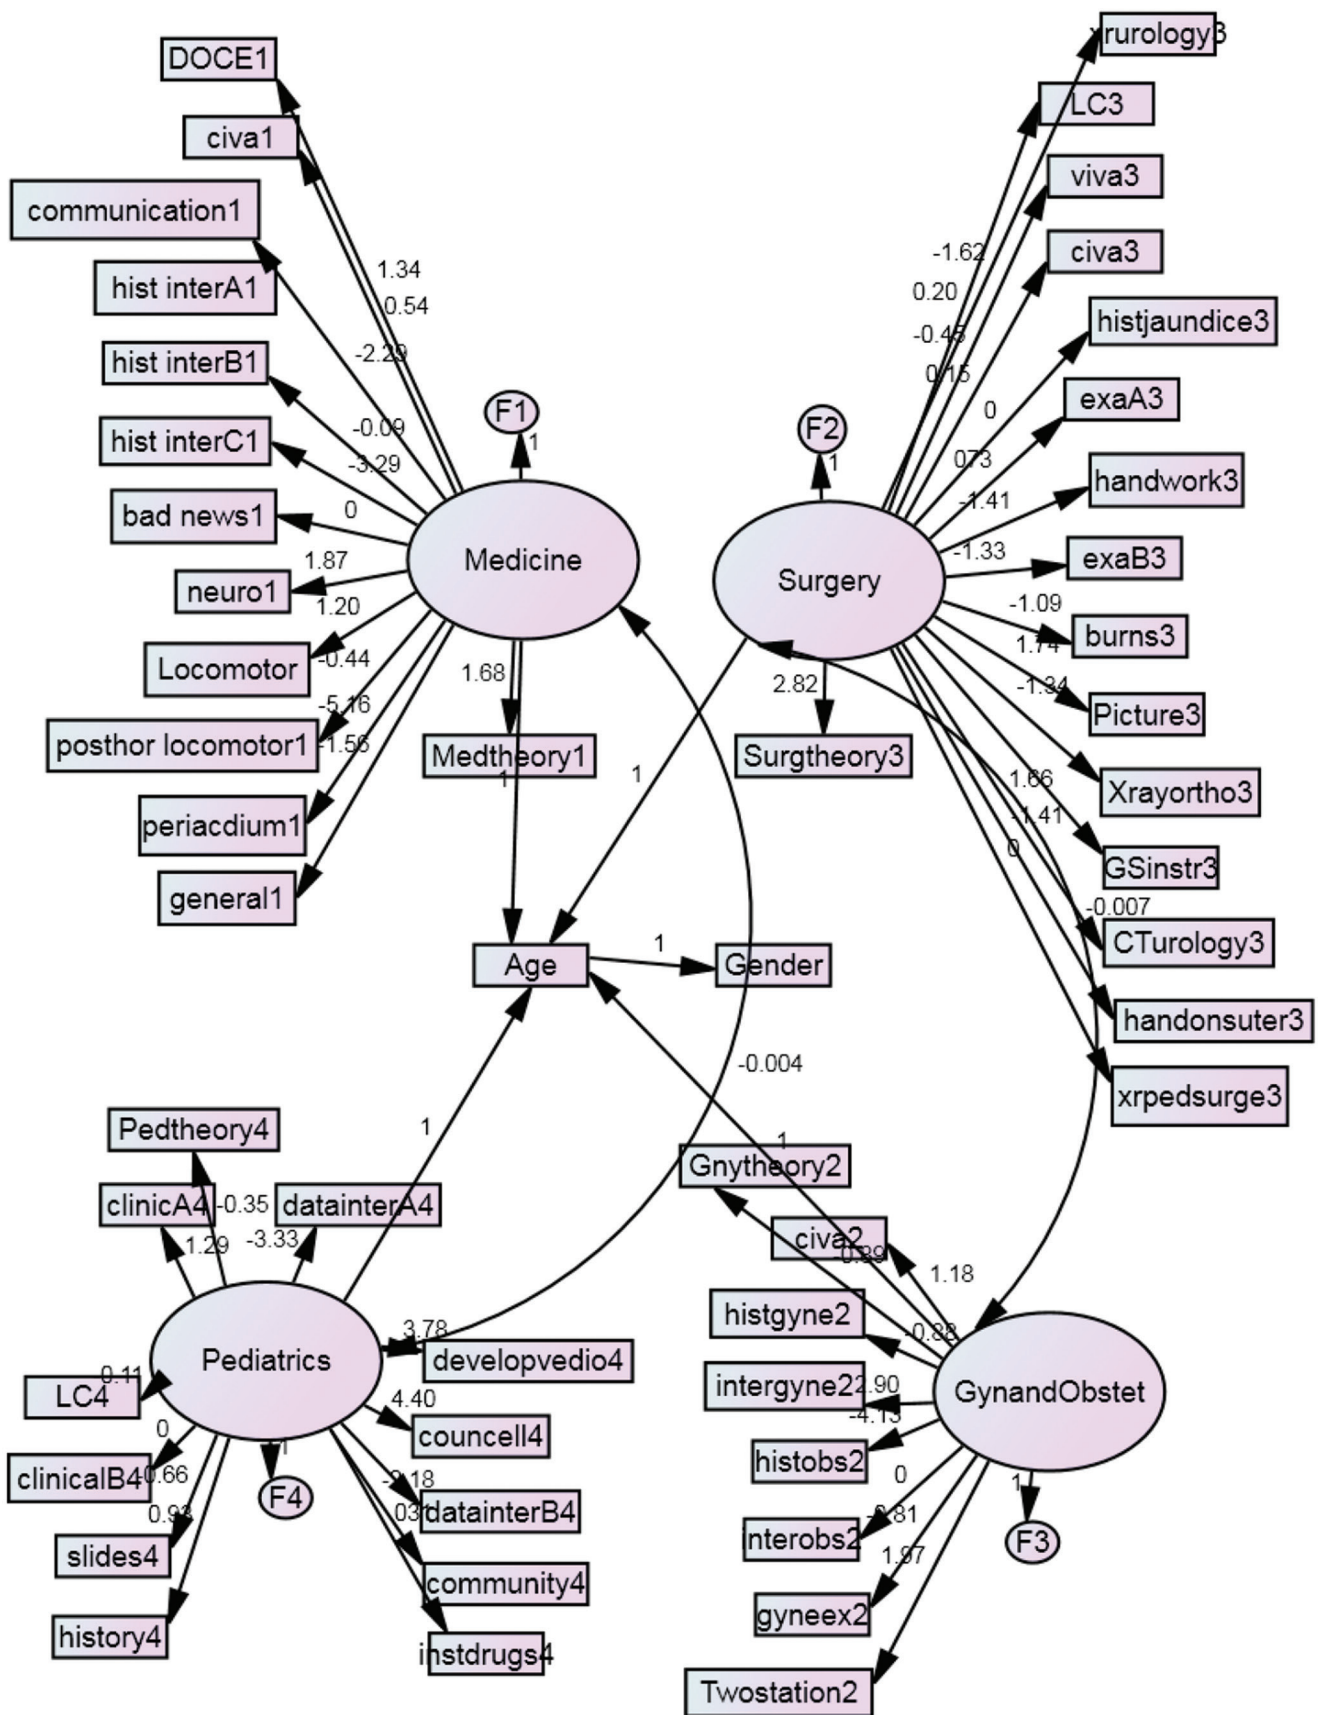 DOCE1
civa1
communication1
hist interA1
hist interB1
hist interC1
bad news1
neuro1
Locomotor
posthor locomotor1
periacdium1
general1
1.34
0.54
-2.29
-0.09
-3.29
0
1.87
1.20
-0.44
-5.16
-1.56
F1
1
Medicine
1.68
Medtheory1
1
xrurology3
LC3
viva3
civa3
histjaundice3
exaA3
handwork3
exaB3
burns3
Picture3
Xrayortho3
GSinstr3
CTurology3
handonsuter3
xrpedsurge3
-1.62
0.20
-0.45
0.15
0
073
-1.41
-1.33
-1.09
1.74
-1.34
1.66
-1.41
0
-0.007
F2
1
Surgery
2.82
Surgtheory3
1
Age
1
Gender
-0.004
1
1
Pedtheory4
clinicA4
-0.35
datainterA4
1.29
-3.33
Pediatrics
3.78
developvedio4
0.11
LC4
4.40
councell4
0
clinicalB4
-0.66
1
F4
-2.18
datainterB4
0.93
slides4
community4
history4
instdrugs4
Gnytheory2
civa2
-0.89
1.18
histgyne2
-0.88
intergyne2
2.90
-4.13
GynandObstet
histobs2
0
interobs2
-0.81
1
F3
1.97
gyneex2
Twostation2